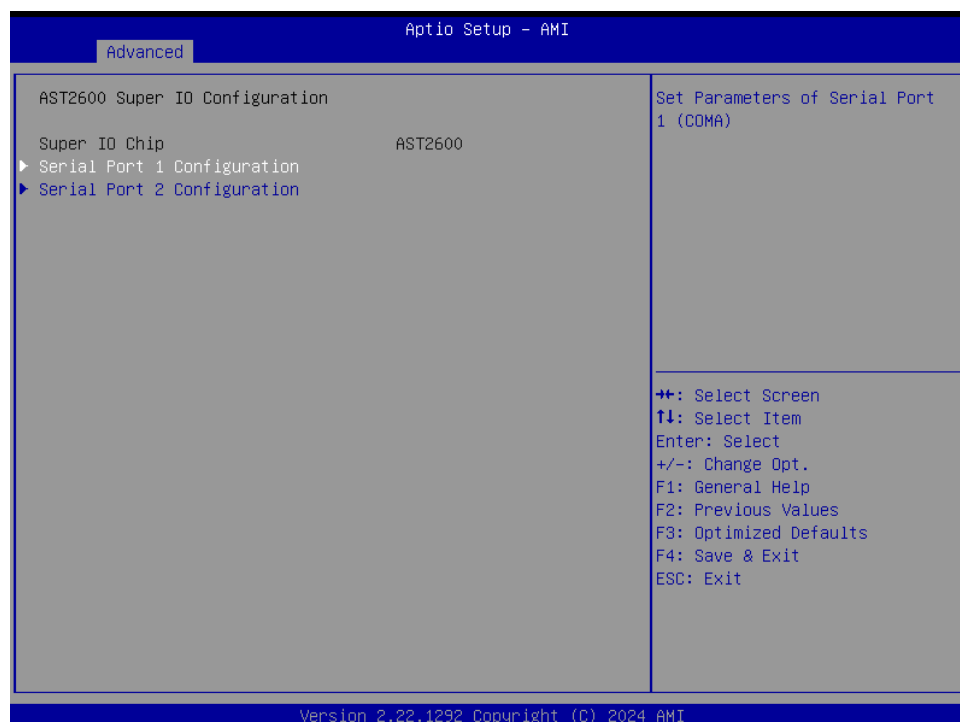 Aptio Setup – AMI
Advanced
AST2600 Super IO Configuration
Super IO Chip AST2600
Serial Port 1 Configuration
Serial Port 2 Configuration
Set Parameters of Serial Port
1 (COMA)
→←: Select Screen
↑↓: Select Item
Enter: Select
+/-: Change Opt.
F1: General Help
F2: Previous Values
F3: Optimized Defaults
F4: Save & Exit
ESC: Exit
Version 2.22.1292 Copyright (C) 2024 AMI